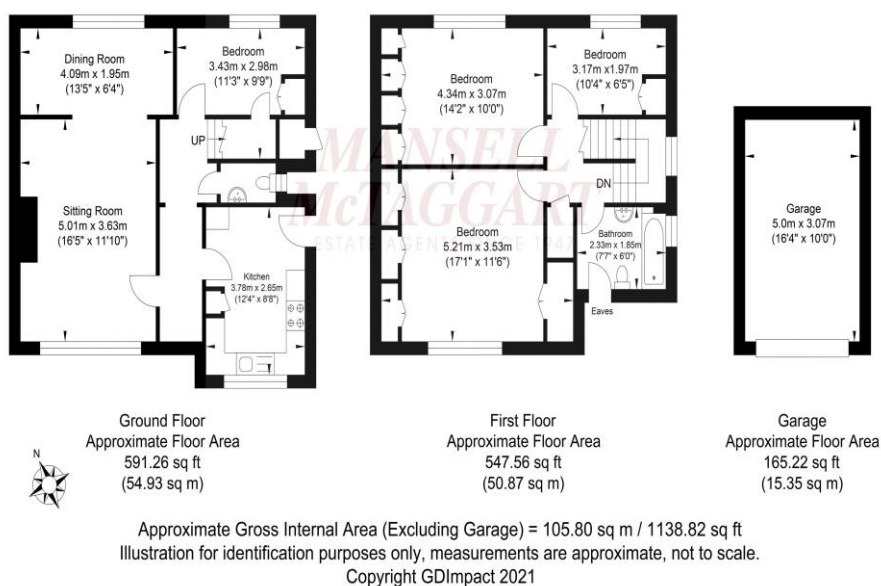 Dining Room
4.09m x 1.95m
(13'5" x 6'4")
Bedroom
3.43m x 2.98m
(11'3" x 9'9")
UP
Sitting Room
5.01m x 3.63m
(16'5" x 11'10")
Kitchen
3.78m x 2.65m
(12'4" x 8'8")
Bedroom
4.34m x 3.07m
(14'2" x 10'0")
Bedroom
3.17m x1.97m
(10'4" x 6'5")
DN
Bedroom
5.21m x 3.53m
(17'1" x 11'6")
Bathroom
2.33m x 1.85m
(7'7" x 6'0")
Eaves
Garage
5.0m x 3.07m
(16'4" x 10'0")
MANSELL
McTAGGART
ESTATE AGENT SINCE 1947
Ground Floor
Approximate Floor Area
591.26 sq ft
(54.93 sq m)
First Floor
Approximate Floor Area
547.56 sq ft
(50.87 sq m)
Garage
Approximate Floor Area
165.22 sq ft
(15.35 sq m)
N
Approximate Gross Internal Area (Excluding Garage) = 105.80 sq m / 1138.82 sq ft
Illustration for identification purposes only, measurements are approximate, not to scale.
Copyright GDImpact 2021